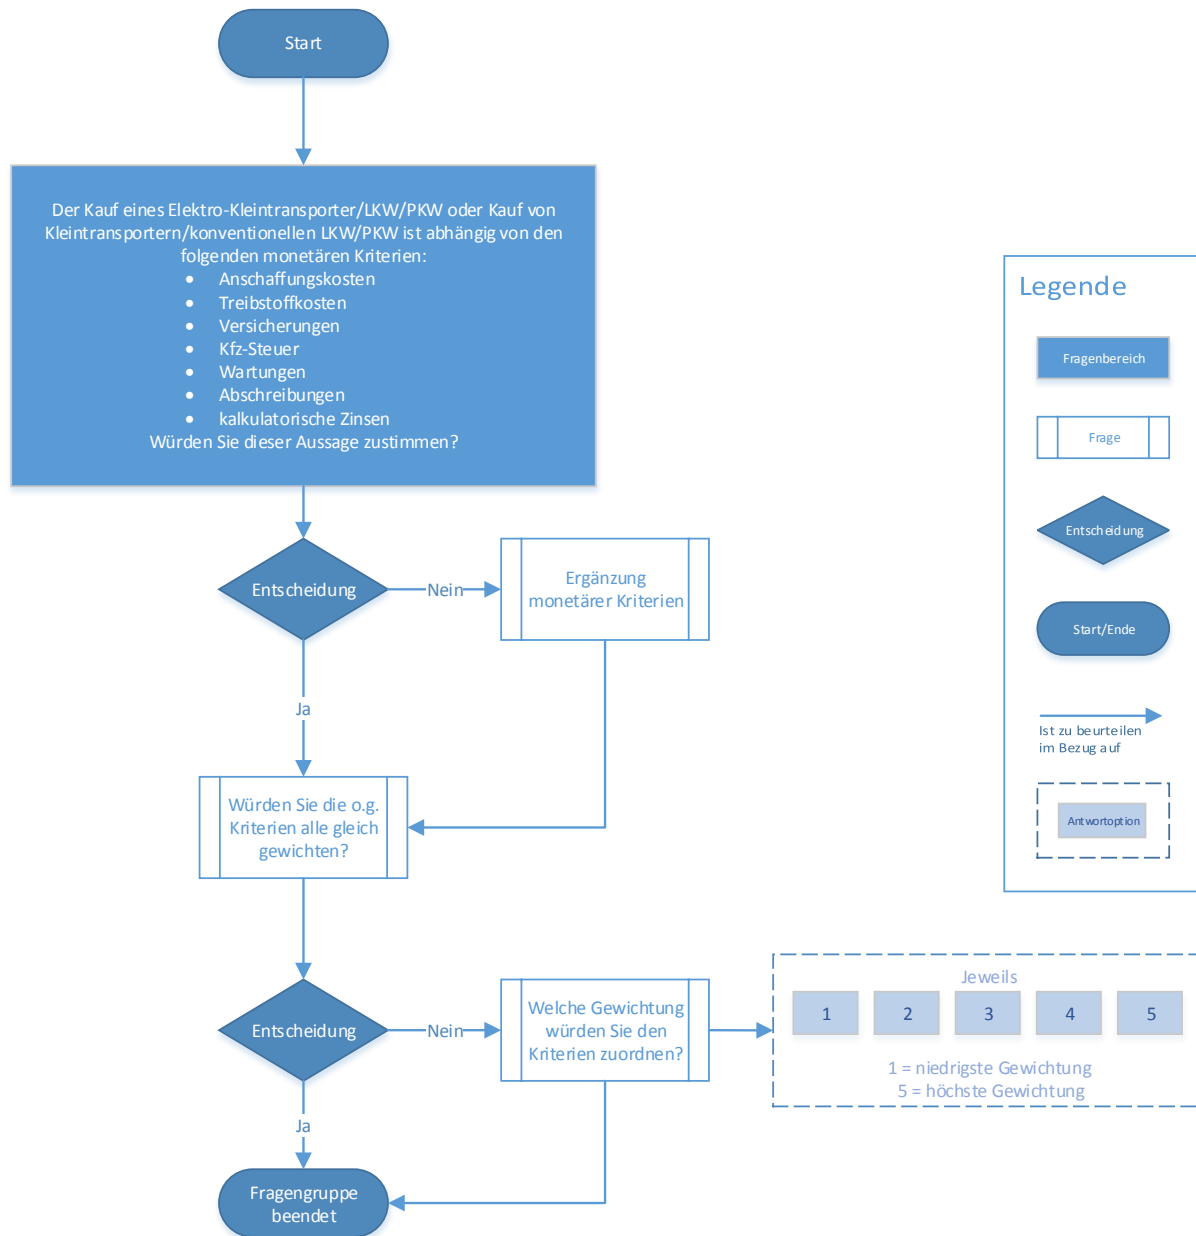 Start
Der Kauf eines Elektro-Kleintransporter/LKW/PKW oder Kauf von
Kleintransportern/konventionellen LKW/PKW ist abhängig von den
folgenden monetären Kriterien:
• Anschaffungskosten
• Treibstoffkosten
• Versicherungen
• Kfz-Steuer
• Wartungen
• Abschreibungen
• kalkulatorische Zinsen
Würden Sie dieser Aussage zustimmen?
Entscheidung
Nein
Ergänzung
monetärer Kriterien
Ja
Würden Sie die o.g.
Kriterien alle gleich
gewichten?
Entscheidung
Nein
Welche Gewichtung
würden Sie den
Kriterien zuordnen?
Jeweils
1 2 3 4 5
1 = niedrigste Gewichtung
5 = höchste Gewichtung
Ja
Fragengruppe
beendet
Legende
Fragenbereich
Frage
Entscheidung
Start/Ende
Ist zu beurteilen
im Bezug auf
Antwortoption